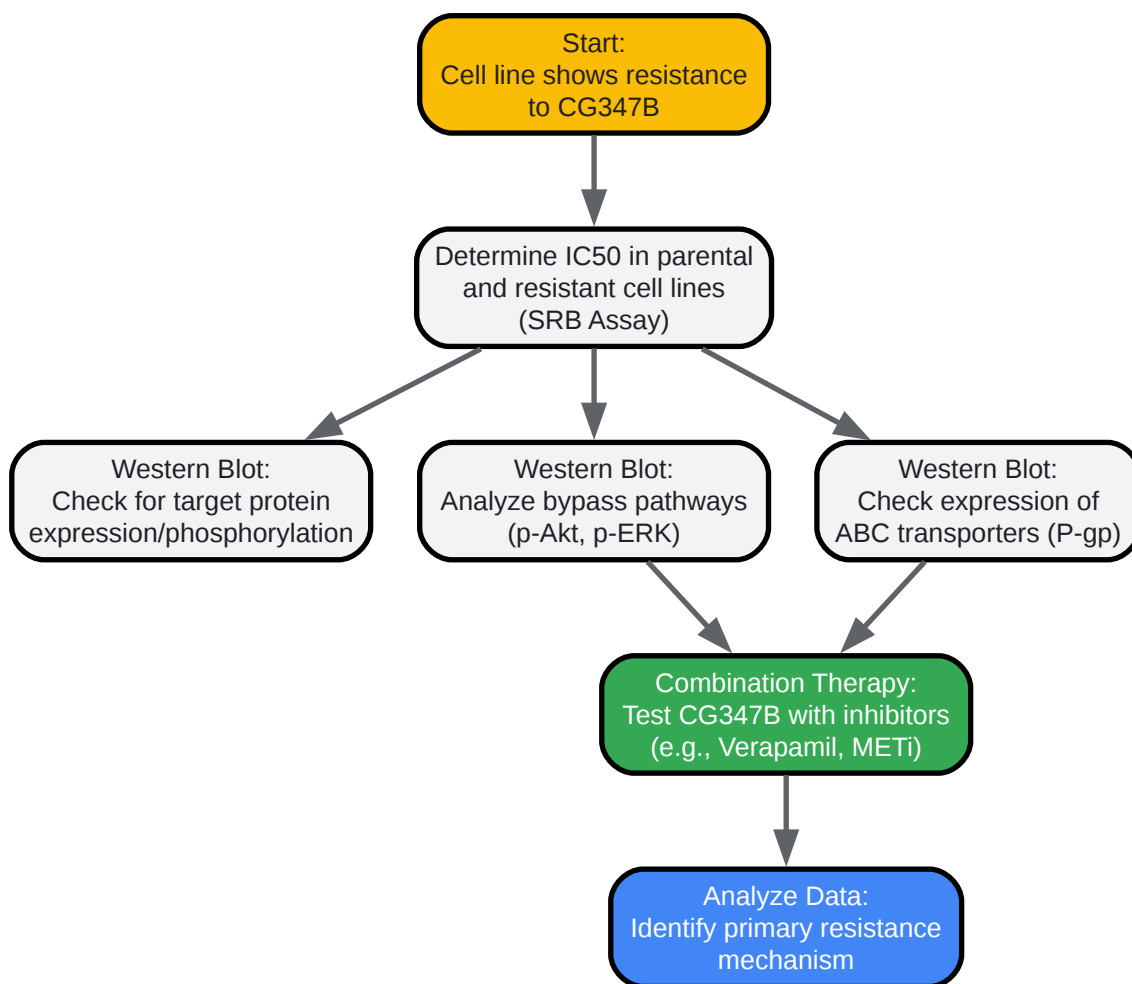 Start:
Cell line shows resistance
to CG347B
Determine IC50 in parental
and resistant cell lines
(SRB Assay)
Western Blot:
Check for target protein
expression/phosphorylation
Western Blot:
Analyze bypass pathways
(p-Akt, p-ERK)
Western Blot:
Check expression of
ABC transporters (P-gp)
Combination Therapy:
Test CG347B with inhibitors
(e.g., Verapamil, METi)
Analyze Data:
Identify primary resistance
mechanism